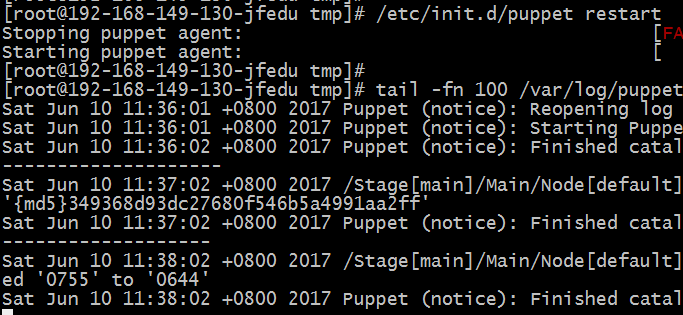 [root@192-168-149-130-jfedu tmp]# /etc/init.d/puppet restart
Stopping puppet agent: [FA
Starting puppet agent: [
[root@192-168-149-130-jfedu tmp]#
[root@192-168-149-130-jfedu tmp]# tail -fn 100 /var/log/puppet
Sat Jun 10 11:36:01 +0800 2017 Puppet (notice): Reopening log
Sat Jun 10 11:36:01 +0800 2017 Puppet (notice): Starting Puppe
Sat Jun 10 11:36:02 +0800 2017 Puppet (notice): Finished catal
---------------------
Sat Jun 10 11:37:02 +0800 2017 /Stage[main]/Main/Node[default]
'{md5}349368d93dc27680f546b5a4991aa2ff'
Sat Jun 10 11:37:02 +0800 2017 Puppet (notice): Finished catal
--------------------
Sat Jun 10 11:38:02 +0800 2017 /Stage[main]/Main/Node[default]
ed '0755' to '0644'
Sat Jun 10 11:38:02 +0800 2017 Puppet (notice): Finished catal